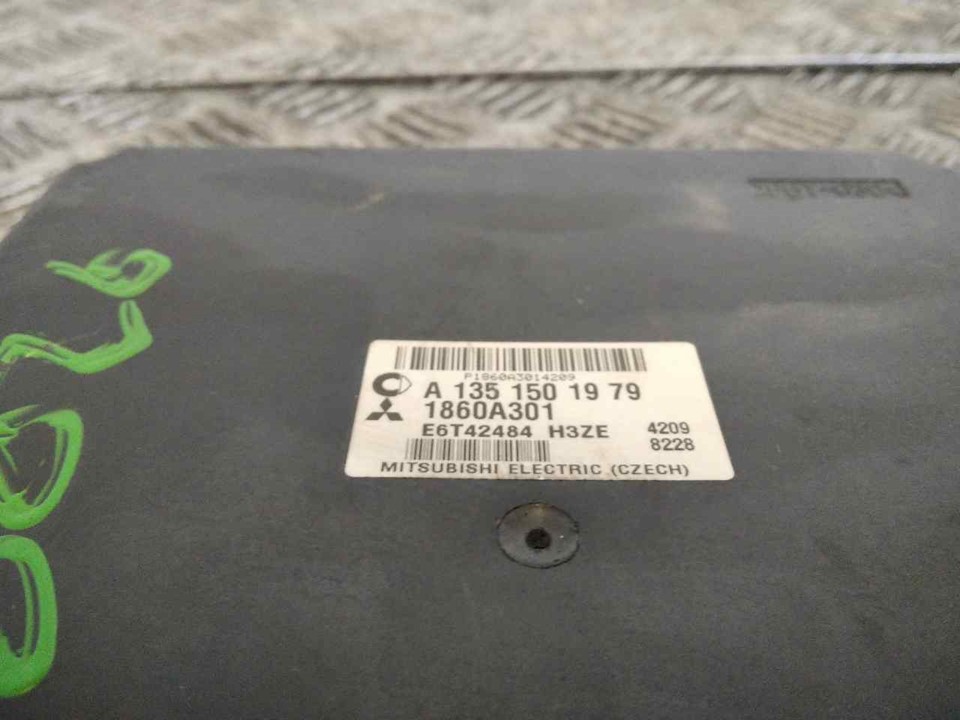 P1860A3014209
A 135 150 19 79
1860A301
E6T42484 H3ZE 4209
8228
MITSUBISHI ELECTRIC (CZECH)